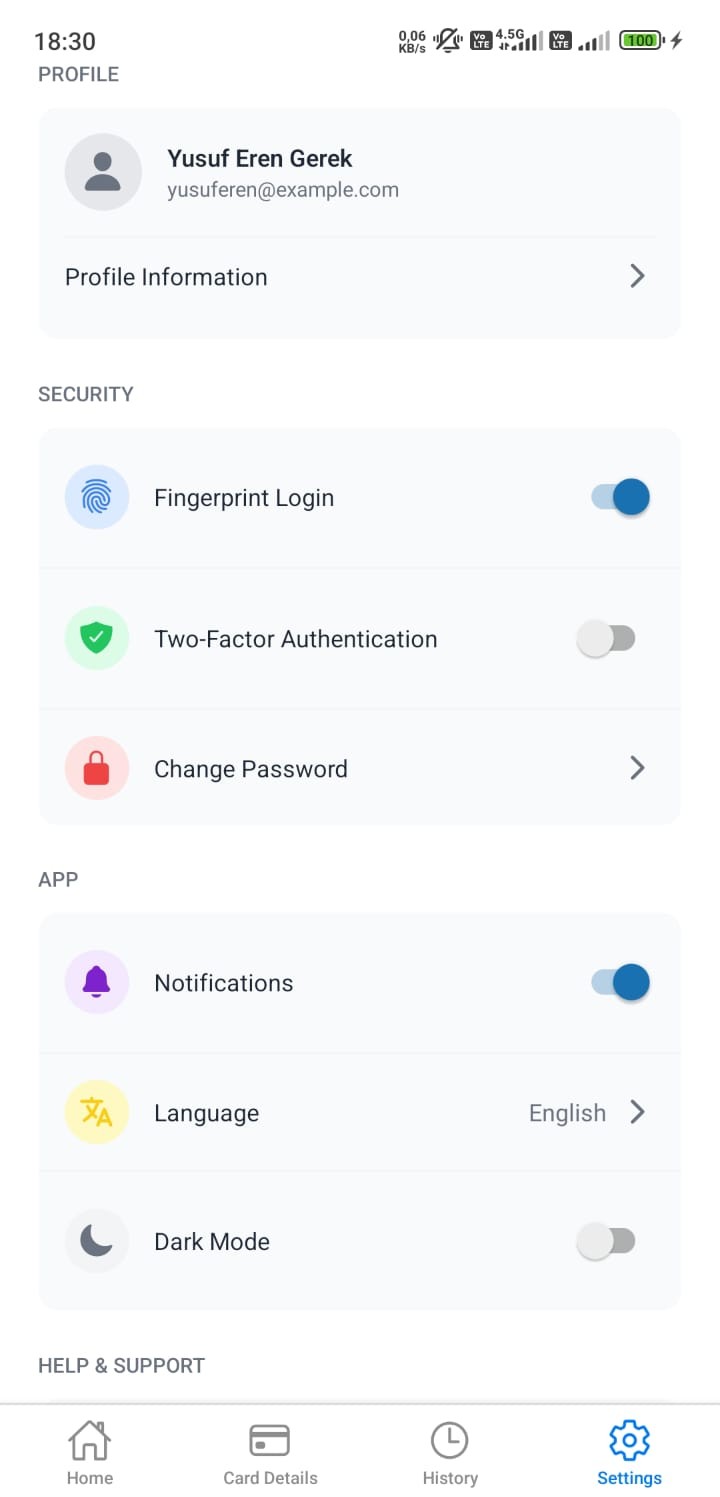 18:30
0,06
KB/s
Vo
LTE
4.5G
Vo
LTE
100
PROFILE
Yusuf Eren Gerek
yusuferen@example.com
Profile Information
SECURITY
Fingerprint Login
Two-Factor Authentication
Change Password
APP
Notifications
Language
English
Dark Mode
HELP & SUPPORT
Home
Card Details
History
Settings